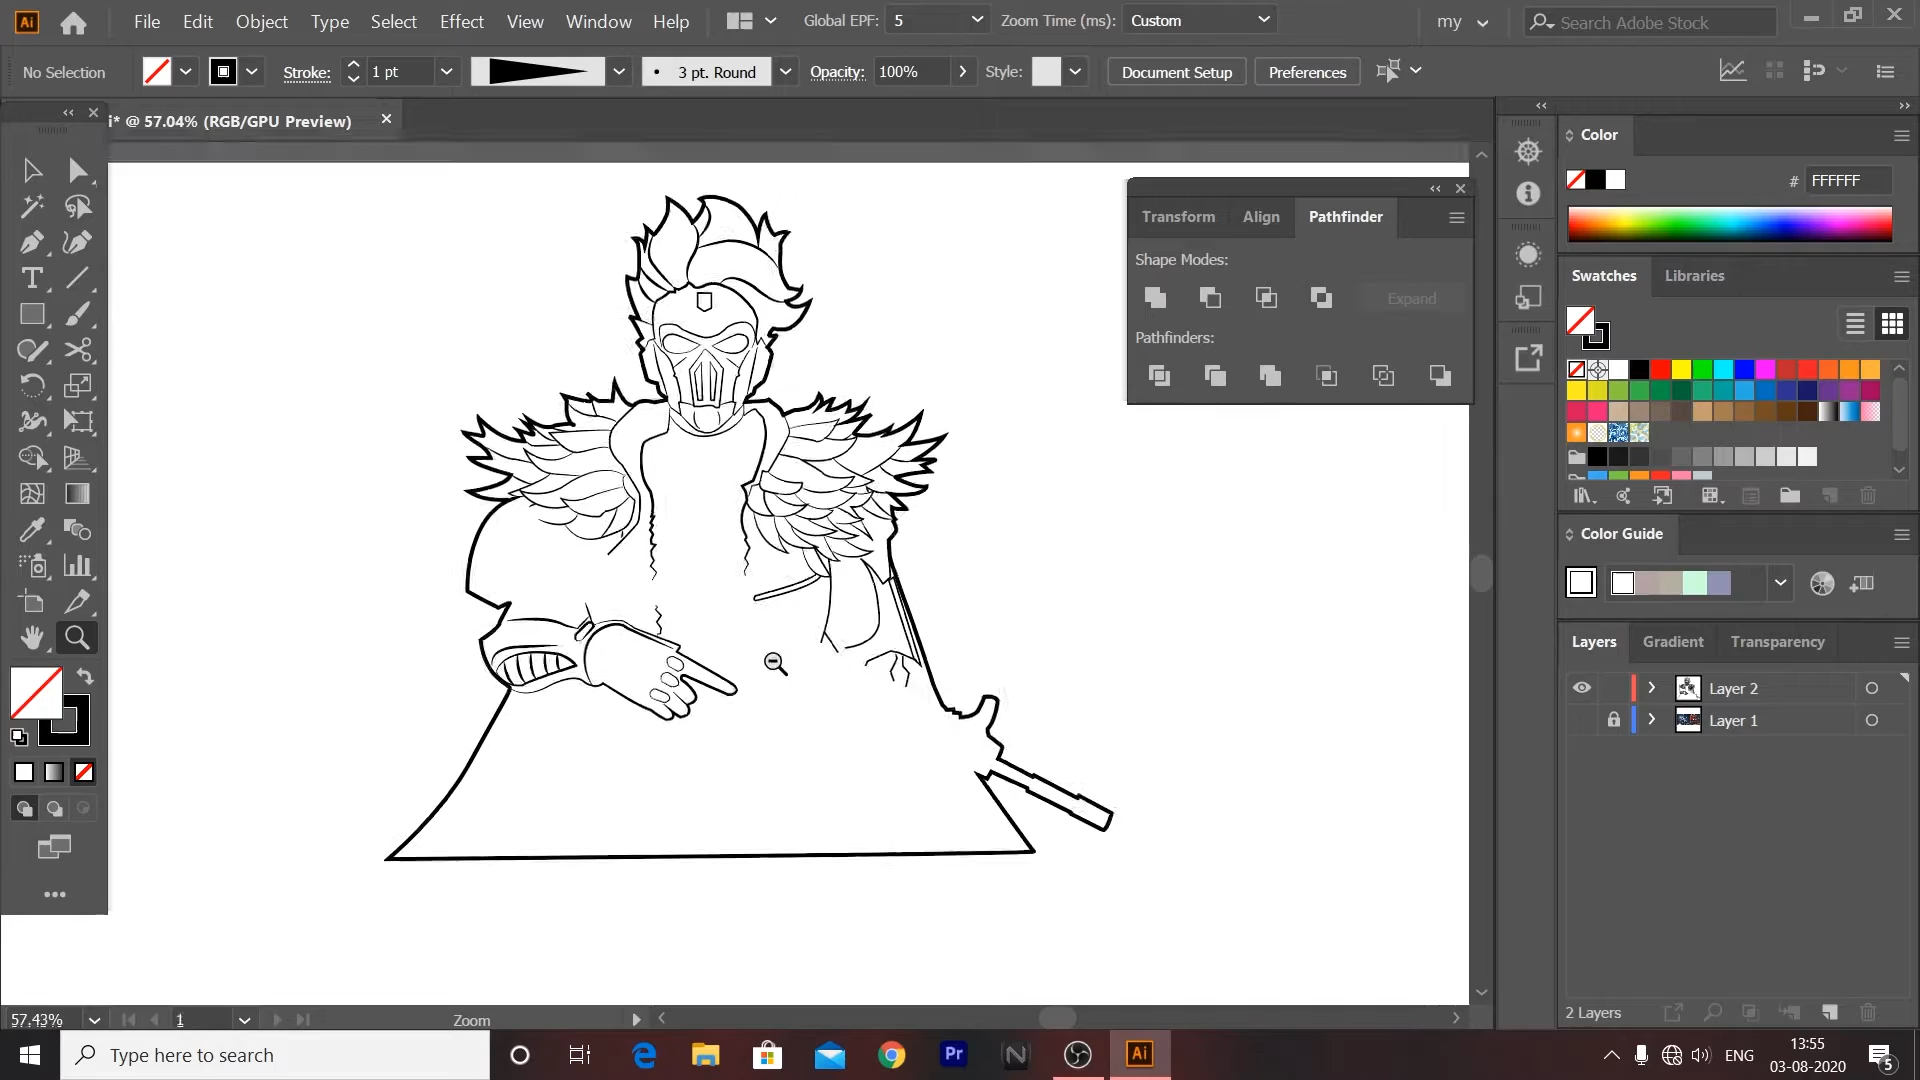 Ai File Edit Object Type Select Effect View Window Help Global EPF: 5 Zoom Time (ms): Custom my Search Adobe Stock
No Selection Stroke: 1 pt 3 pt. Round Opacity: 100% Style: Document Setup Preferences
i* @ 57.04% (RGB/GPU Preview)
Color
# FFFFFF
Transform Align Pathfinder
Shape Modes:
Expand
Pathfinders:
Swatches Libraries
Color Guide
Layers Gradient Transparency
Layer 2
Layer 1
2 Layers
57.43% 1 Zoom
Type here to search
Pr
N
Ai
ENG
13:55
03-08-2020
5